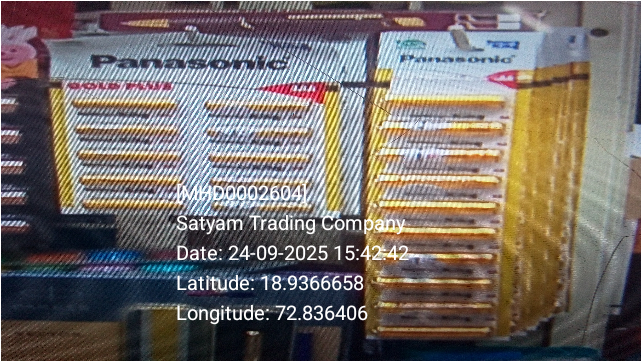 Panasonic
GOLD PLUS
AAA
Panasonic
[MHD0002604]
Satyam Trading Company
Date: 24-09-2025 15:42:42
Latitude: 18.9366658
Longitude: 72.836406